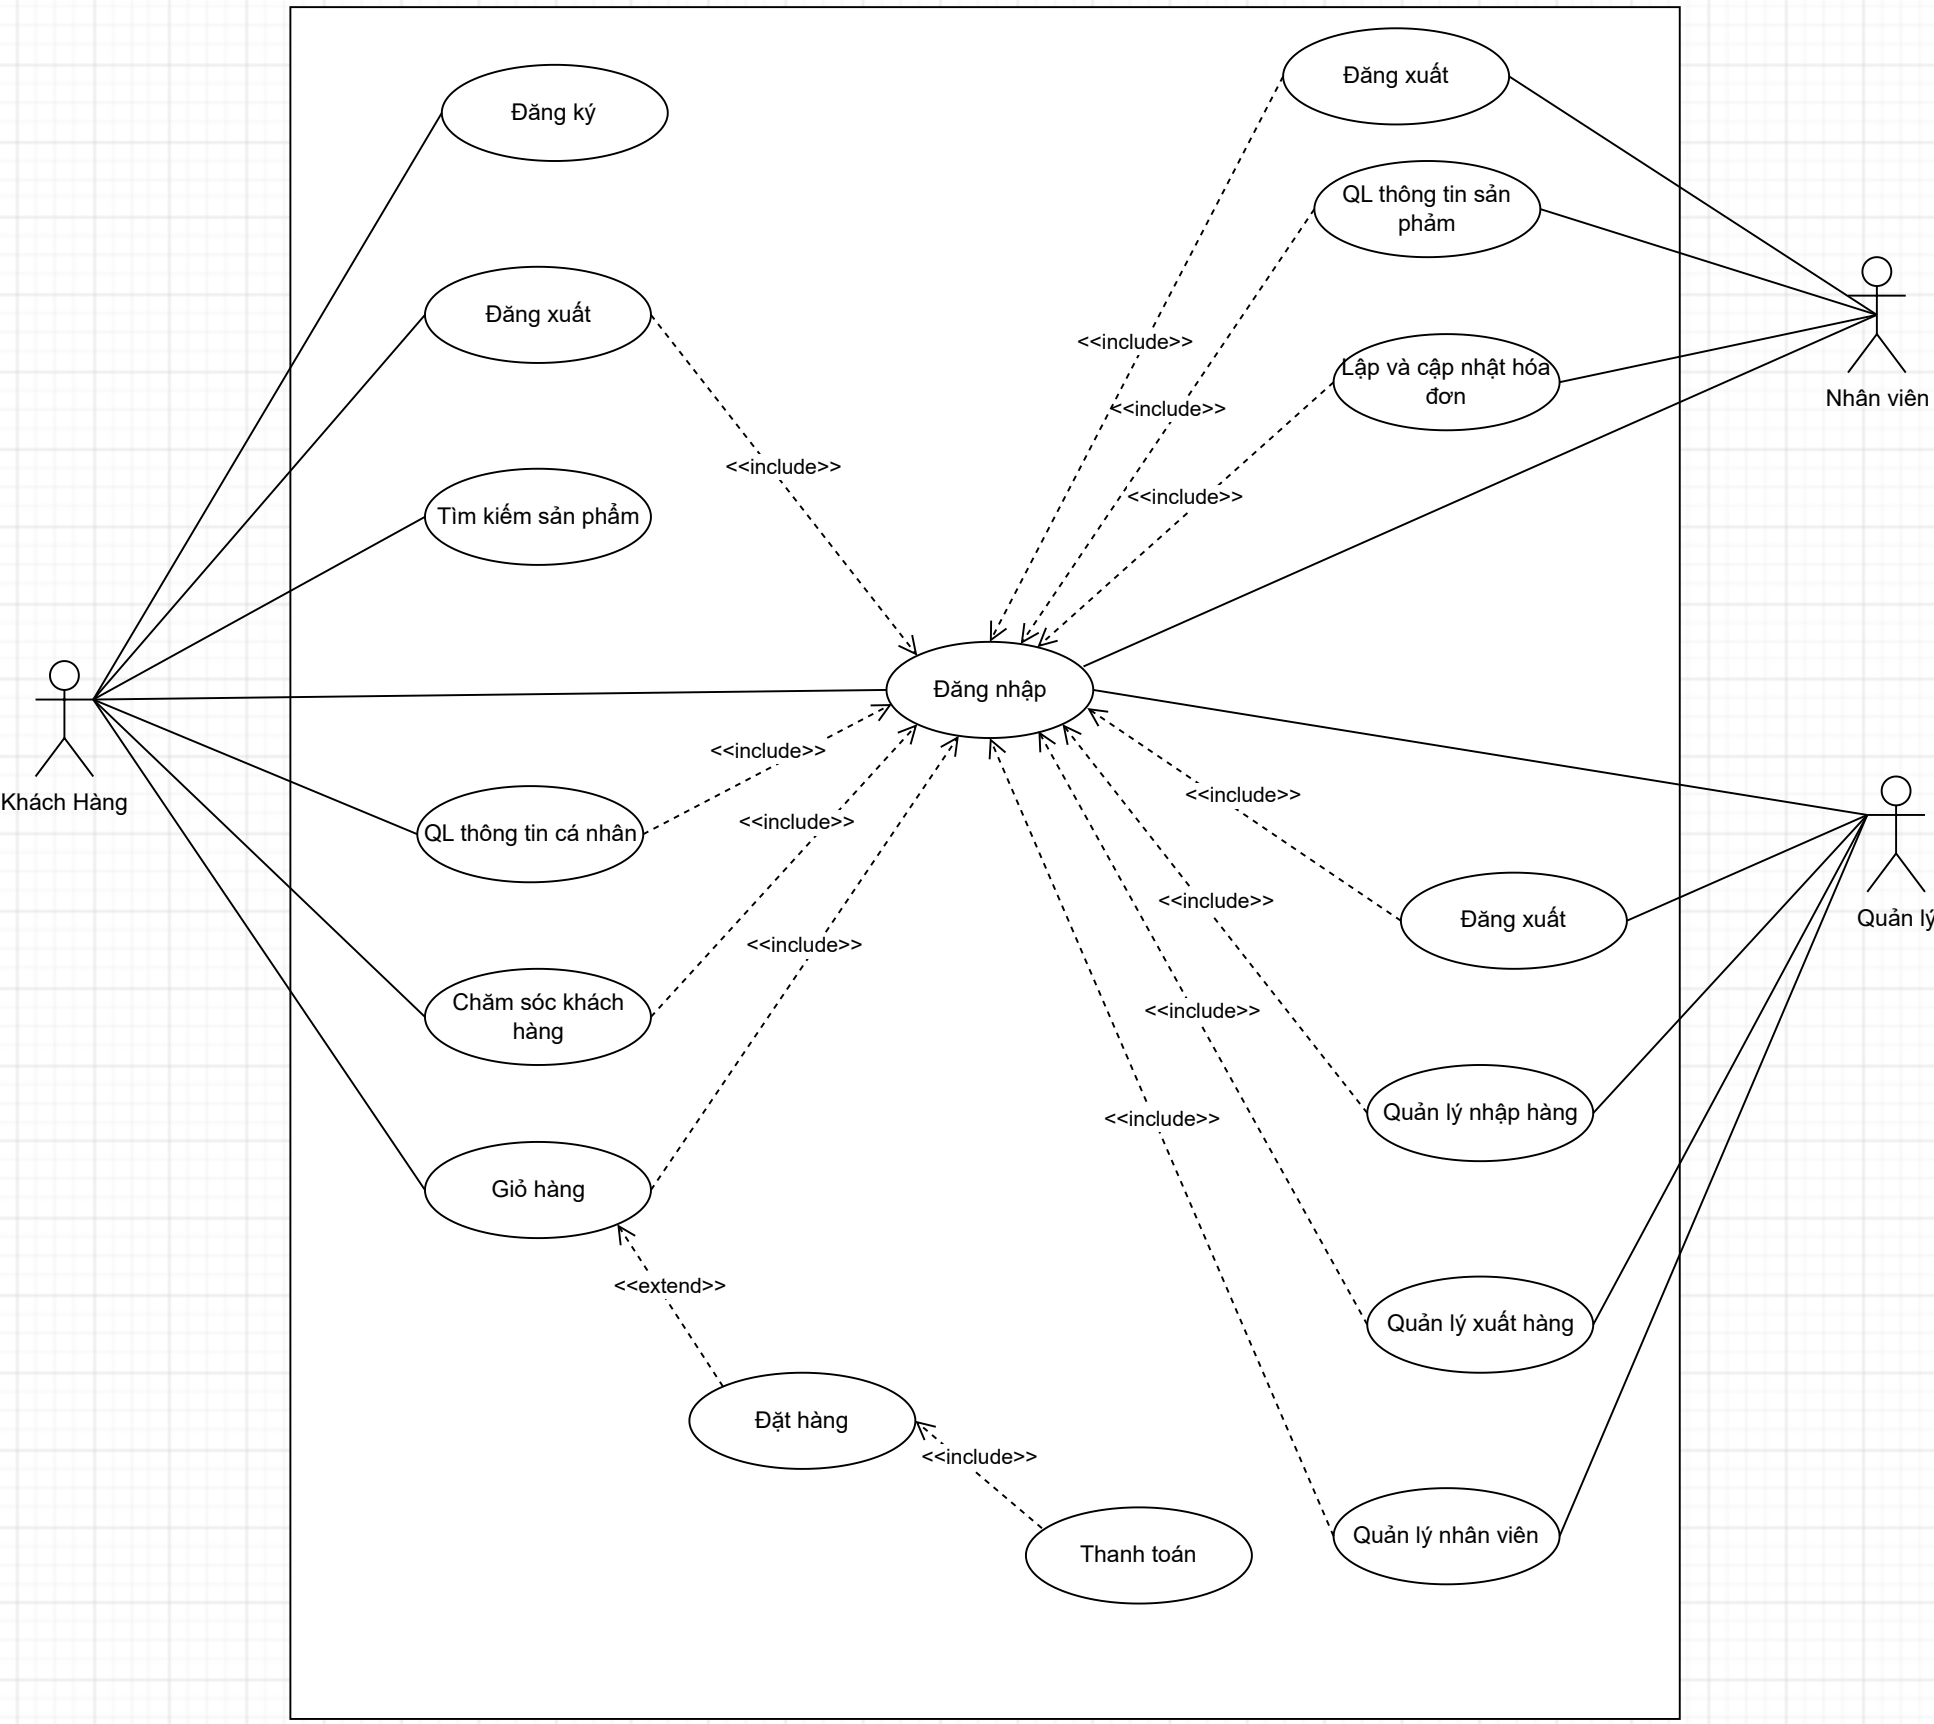 Đăng ký
Đăng xuất
Tìm kiếm sản phẩm
<<include>>
Khách Hàng
QL thông tin cá nhân
<<include>>
Chăm sóc khách
hàng
<<include>>
Giỏ hàng
<<include>>
<<extend>>
Đặt hàng
<<include>>
Thanh toán
Đăng nhập
Đăng xuất
<<include>>
QL thông tin sản
phảm
<<include>>
Lập và cập nhật hóa
đơn
<<include>>
Nhân viên
<<include>>
Đăng xuất
Quản lý
<<include>>
Quản lý nhập hàng
<<include>>
Quản lý xuất hàng
<<include>>
Quản lý nhân viên